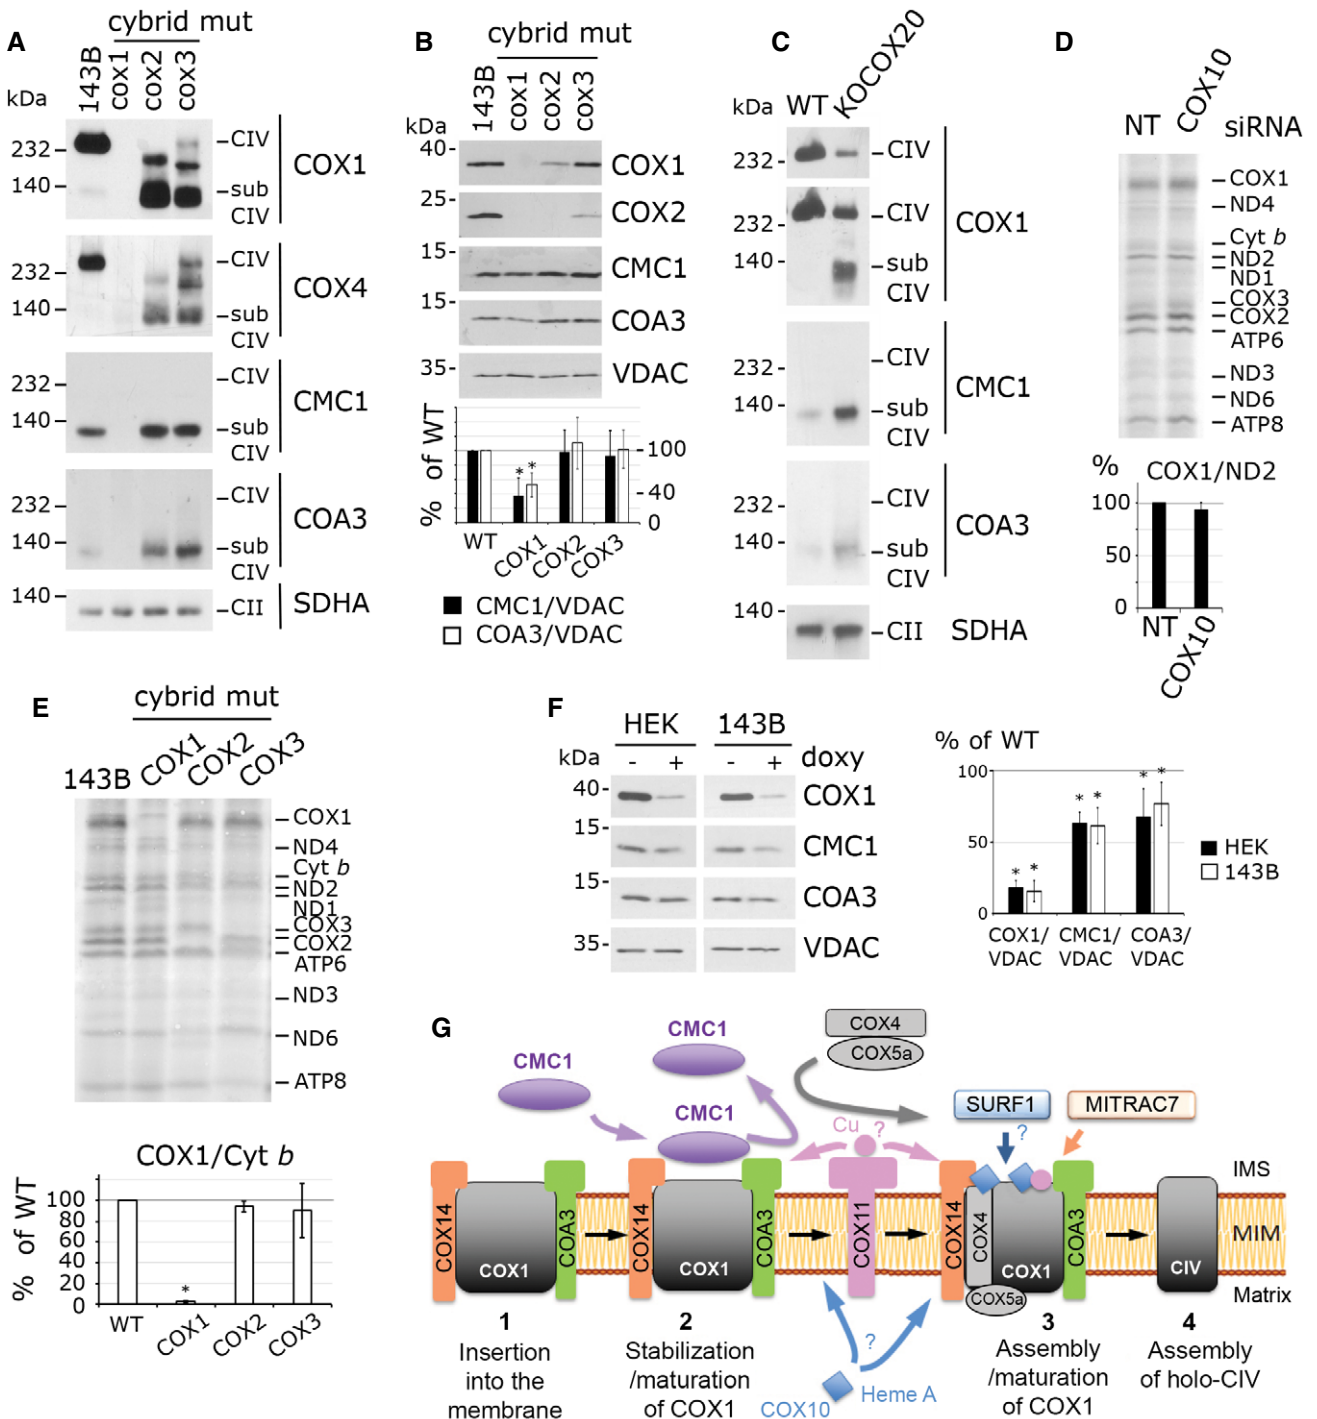 A
cybrid mut
143B
cox1
cox2
cox3
kDa
232
140
CIV
sub
CIV
COX1
232
140
CIV
sub
CIV
COX4
232
140
CIV
sub
CIV
CMC1
232
140
CIV
sub
CIV
COA3
140
CII
SDHA
B
cybrid mut
143B
cox1
cox2
cox3
kDa
40-
COX1
25-
COX2
15-
CMC1
15-
COA3
35-
VDAC
% of WT
* *
100
40
0
WT
COX1
COX2
COX3
CMC1/VDAC
COA3/VDAC
C
kDa
WT
KOCOX20
232
CIV
232
140
CIV
sub
CIV
COX1
232
140
CIV
sub
CIV
CMC1
232
140
CIV
sub
CIV
COA3
140
CII
SDHA
D
NT
COX10
siRNA
COX1
ND4
Cyt b
ND2
ND1
COX3
COX2
ATP6
ND3
ND6
ATP8
%
COX1/ND2
100
50
0
NT
COX10
E
cybrid mut
143B
COX1
COX2
COX3
COX1
ND4
Cyt b
ND2
ND1
COX3
COX2
ATP6
ND3
ND6
ATP8
COX1/Cyt b
% of WT
100
80
60
40
20
0
*
WT
COX1
COX2
COX3
F
HEK
143B
kDa
- + - + doxy
40-
COX1
15-
CMC1
15-
COA3
35-
VDAC
% of WT
100
50
0
* *
* *
* *
HEK
143B
COX1/
VDAC
CMC1/
VDAC
COA3/
VDAC
G
CMC1
CMC1
CMC1
COX4
COX5a
SURF1
MITRAC7
Cu ?
?
COX14
COX1
COA3
COX14
COX1
COA3
COX11
COX14
COX4
COX1
COX5a
COA3
CIV
IMS
MIM
Matrix
?
COX10
Heme A
1
Insertion
into the
membrane
2
Stabilization
/maturation
of COX1
3
Assembly
/maturation
of COX1
4
Assembly
of holo-CIV